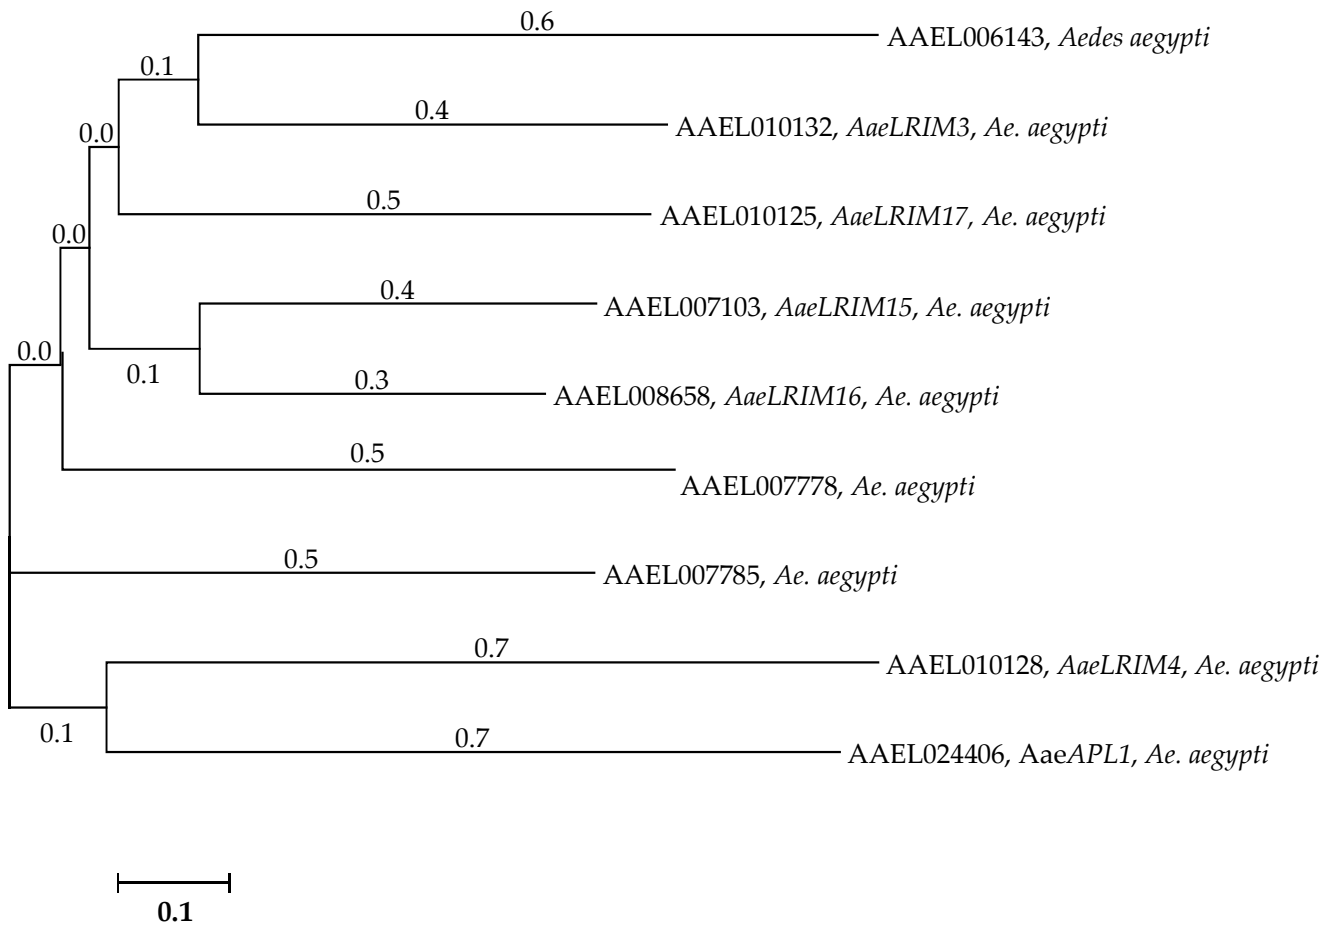 0.6
AAEL006143, Aedes aegypti
0.1
0.4
AAEL010132, AaeLRIM3, Ae. aegypti
0.0
0.5
AAEL010125, AaeLRIM17, Ae. aegypti
0.0
0.4
AAEL007103, AaeLRIM15, Ae. aegypti
0.0
0.1
0.3
AAEL008658, AaeLRIM16, Ae. aegypti
0.5
AAEL007778, Ae. aegypti
0.5
AAEL007785, Ae. aegypti
0.7
AAEL010128, AaeLRIM4, Ae. aegypti
0.1
0.7
AAEL024406, AaeAPL1, Ae. aegypti
0.1